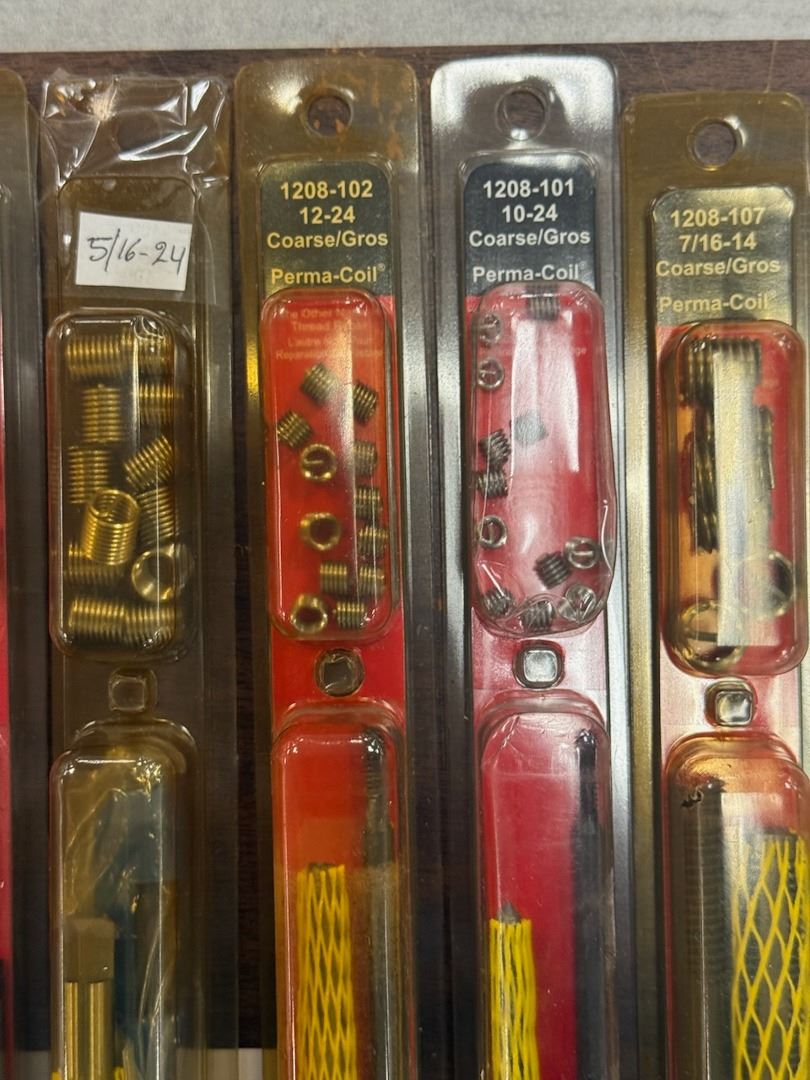 5/16-24
1208-102
12-24
Coarse/Gros
Perma-Coil®
Thread
1208-101
10-24
Coarse/Gros
Perma-Coil®
1208-107
7/16-14
Coarse/Gros
Perma-Coil®